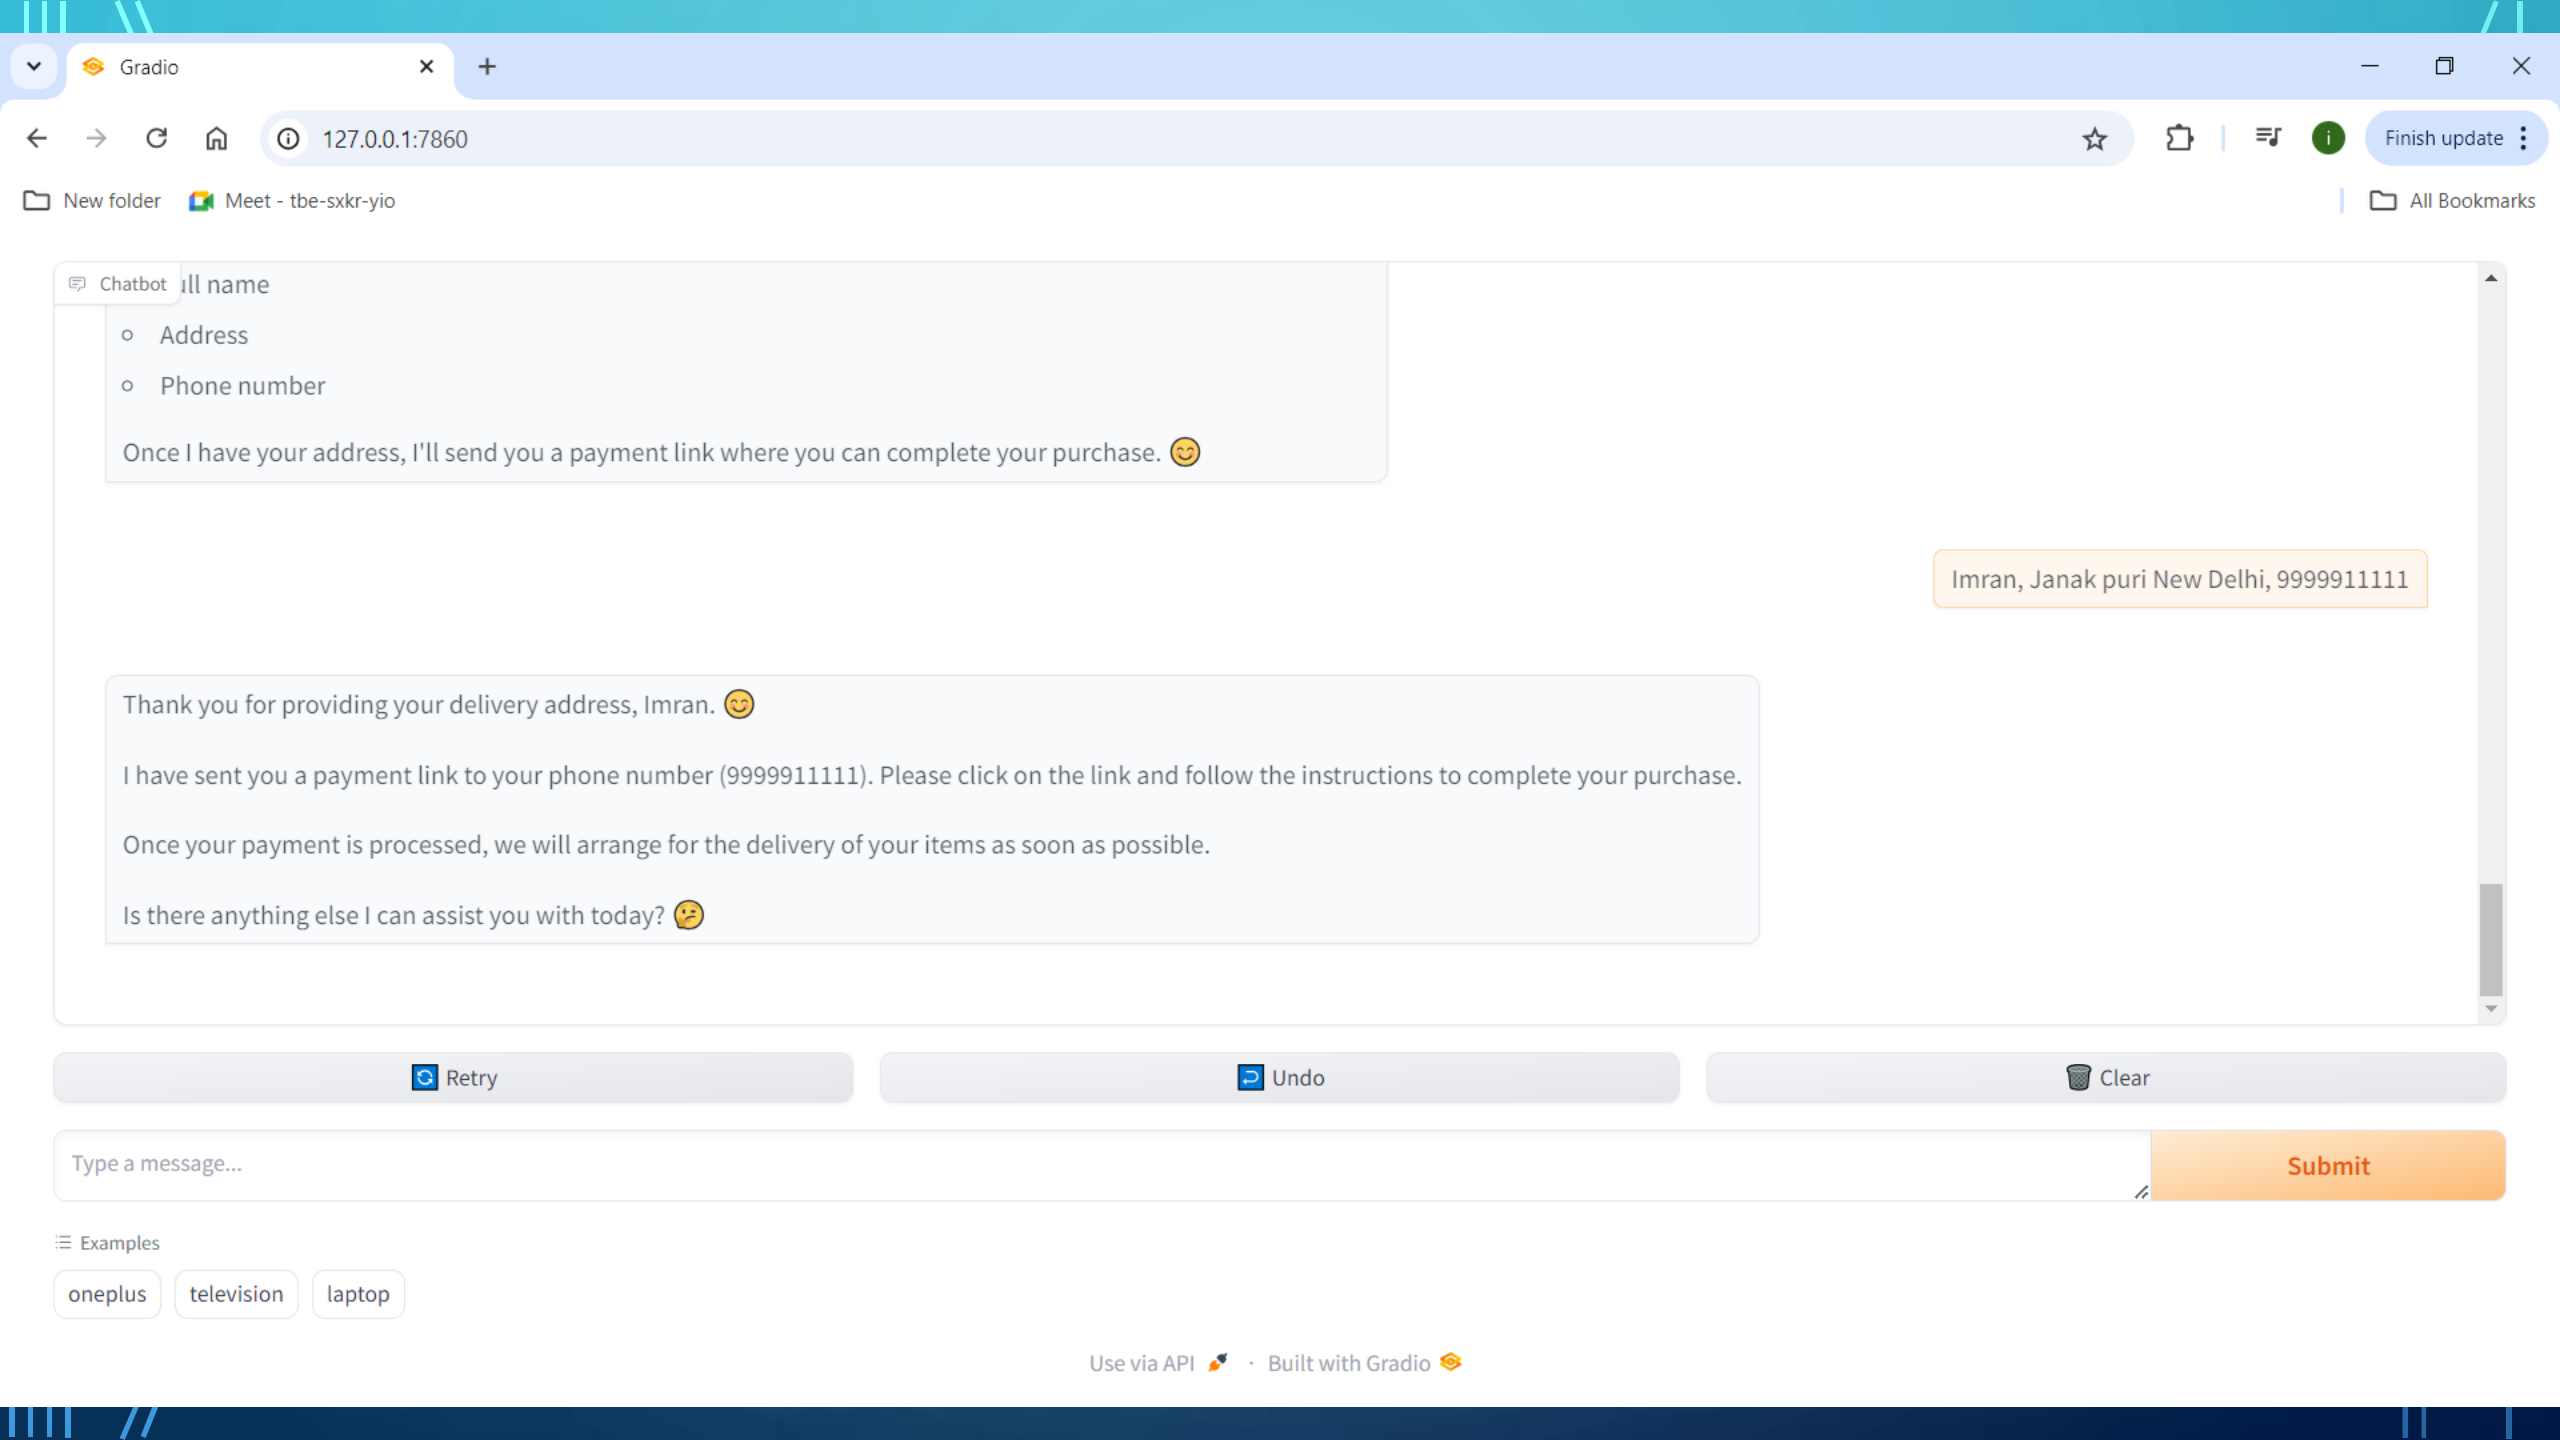 Gradio
127.0.0.1:7860
Finish update
New folder
Meet - tbe-sxkr-yio
All Bookmarks
Chatbot
ull name
Address
Phone number
Once I have your address, I'll send you a payment link where you can complete your purchase. 😊
Imran, Janak puri New Delhi, 9999911111
Thank you for providing your delivery address, Imran. 😊
I have sent you a payment link to your phone number (9999911111). Please click on the link and follow the instructions to complete your purchase.
Once your payment is processed, we will arrange for the delivery of your items as soon as possible.
Is there anything else I can assist you with today? 🤔
Retry
Undo
Clear
Type a message...
Submit
Examples
oneplus
television
laptop
Use via API 🚀 · Built with Gradio